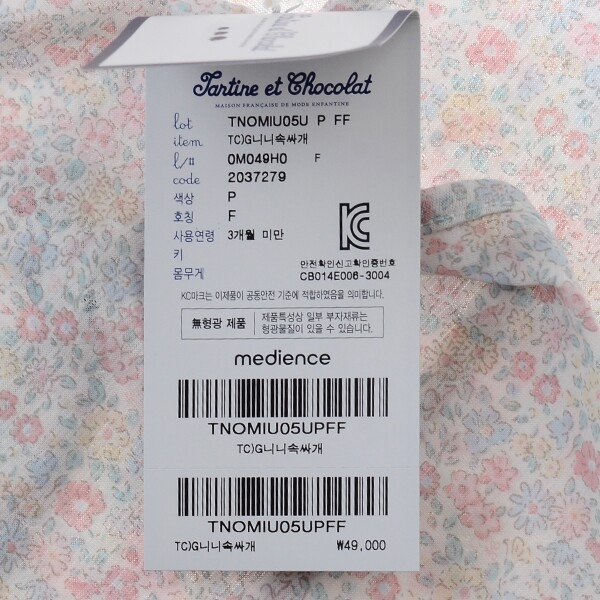 Tartine et Chocolat
MAISON FRANÇAISE DE MODE ENFANTINE
lot TNOMIU05U P FF
item TC)G니니속싸개
l/# 0M049H0 F
code 2037279
색상 P
호칭 F
사용연령 3개월 미만
키
몸무게
안전확인신고확인증번호
CB014E006-3004
KC마크는 이제품이 공통안전 기준에 적합하였음을 의미합니다.
無형광 제품 제품특성상 일부 부자재류는
형광물질이 있을 수 있습니다.
medience
TNOMIU05UPFF
TC)G니니속싸개
TNOMIU05UPFF
TC)G니니속싸개 ₩49,000